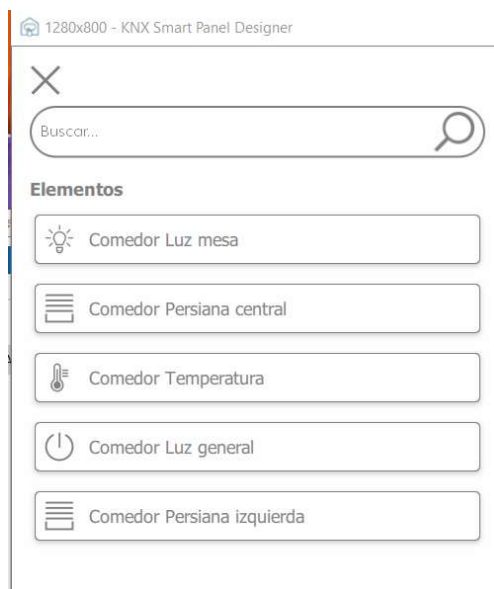 1280x800 - KNX Smart Panel Designer
Buscar...
Elementos
Comedor Luz mesa
Comedor Persiana central
Comedor Temperatura
Comedor Luz general
Comedor Persiana izquierda